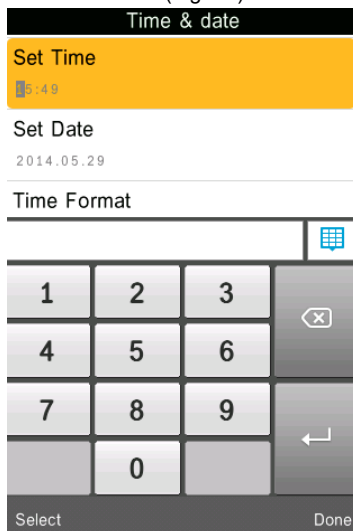 Time & date
Set Time
15:49
Set Date
2014.05.29
Time Format
1 2 3
4 5 6
7 8 9
0
Select Done